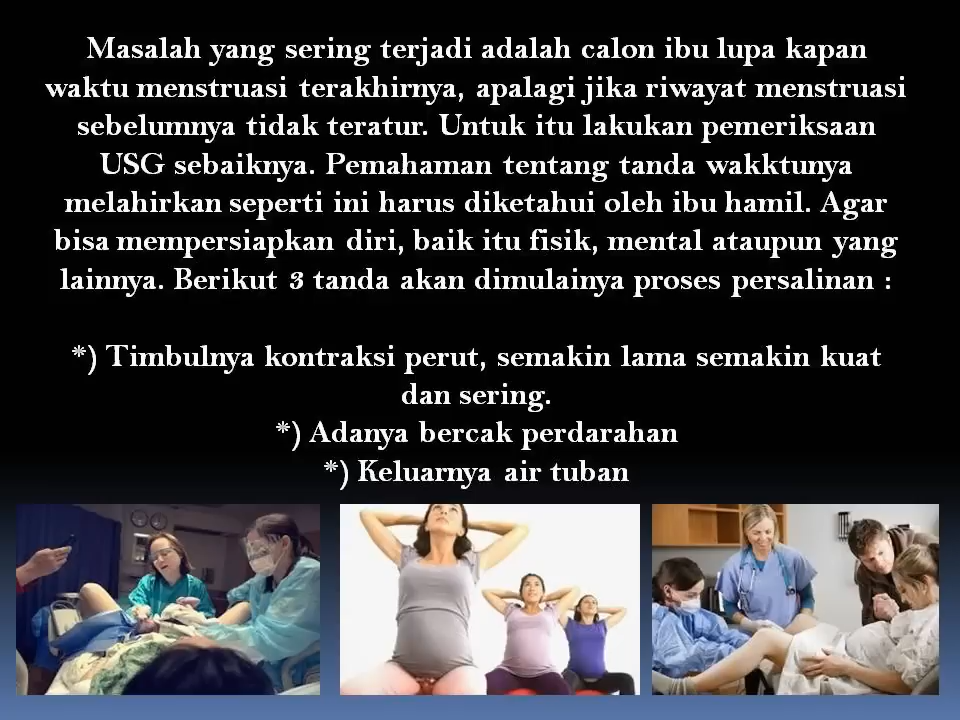 Masalah yang sering terjadi adalah calon ibu lupa kapan
waktu menstruasi terakhirnya, apalagi jika riwayat menstruasi
sebelumnya tidak teratur. Untuk itu lakukan pemeriksaan
USG sebaiknya. Pemahaman tentang tanda wakktunya
melahirkan seperti ini harus diketahui oleh ibu hamil. Agar
bisa mempersiapkan diri, baik itu fisik, mental ataupun yang
lainnya. Berikut 3 tanda akan dimulainya proses persalinan :
*) Timbulnya kontraksi perut, semakin lama semakin kuat
dan sering.
*) Adanya bercak perdarahan
*) Keluarnya air tuban